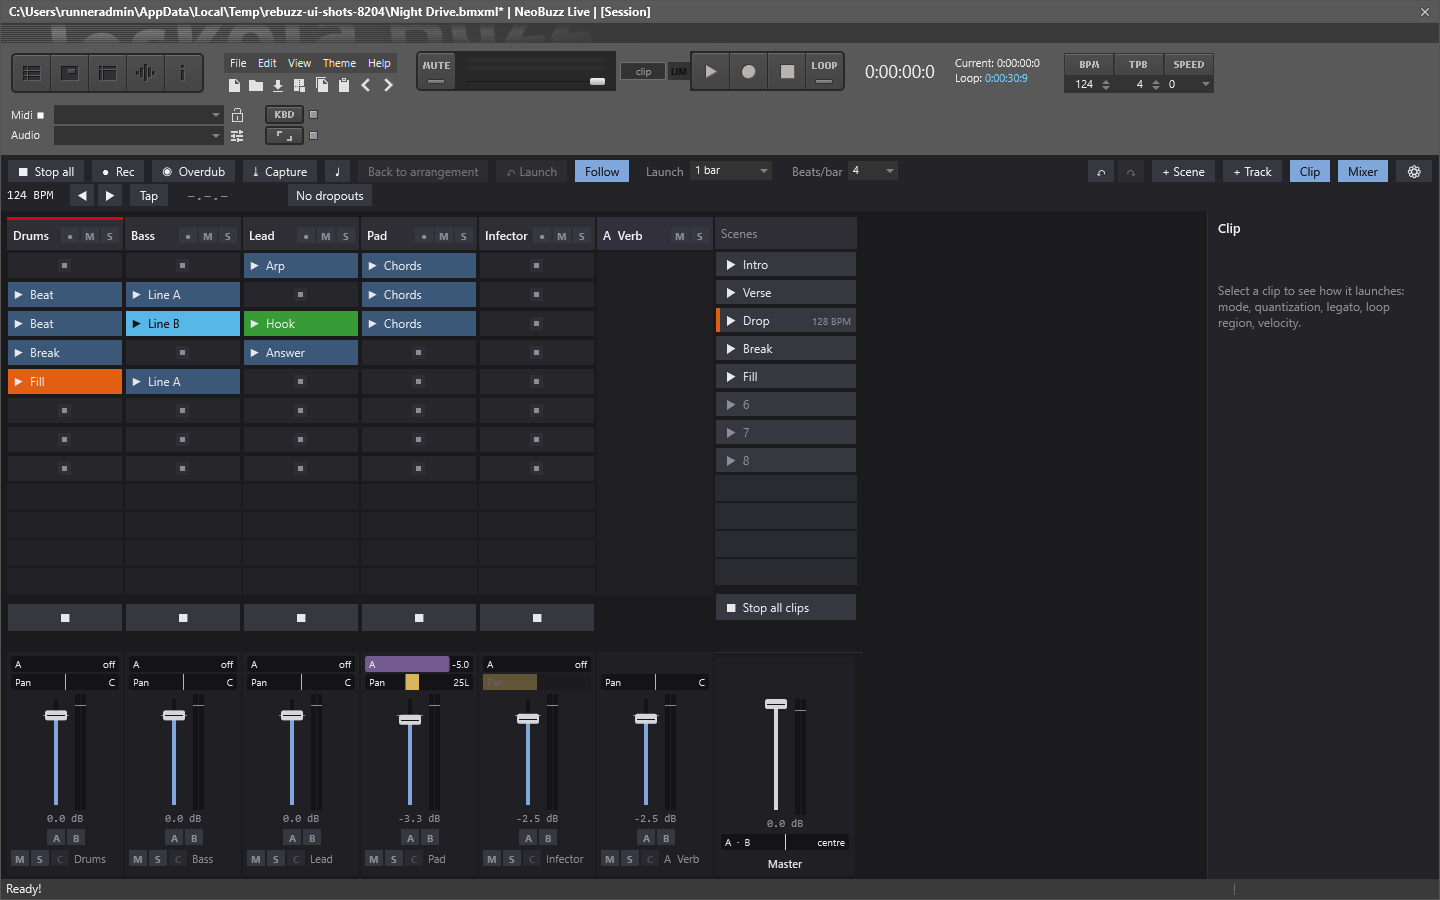 C:\Users\runneradmin\AppData\Local\Temp\rebuzz-ui-shots-8204\Night Drive.bmxml* | NeoBuzz Live | [Session]
File Edit View Theme Help
MUTE
clip LIM
LOOP
0:00:00:0
Current: 0:00:00:0
Loop: 0:00:30:9
BPM TPB SPEED
124 4 0
Midi
KBD
Audio
Stop all Rec Overdub Capture Back to arrangement Launch Follow Launch 1 bar Beats/bar 4 + Scene + Track Clip Mixer
124 BPM Tap –.–.– No dropouts
Drums M S Bass M S Lead M S Pad M S Infector M S A Verb M S Scenes
Clip
Arp Chords Intro
Beat Line A Chords Verse
Beat Line B Hook Chords Drop 128 BPM
Break Answer Break
Fill Line A Fill
6
7
8
Select a clip to see how it launches:
mode, quantization, legato, loop
region, velocity.
Stop all clips
A off A off A off A -5.0 A off
Pan C Pan C Pan C Pan 25L Pan Pan C
0.0 dB 0.0 dB 0.0 dB -3.3 dB -2.5 dB -2.5 dB 0.0 dB
A B A B A B A B A B A B
A · B centre
M S C Drums M S C Bass M S C Lead M S C Pad M S C Infector M S C A Verb
Master
Ready!